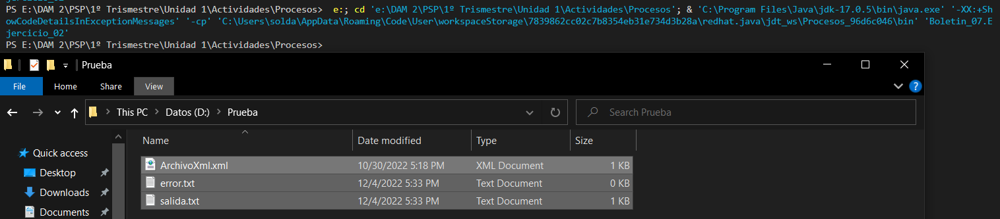 PS E:\DAM 2\PSP\1º Trismestre\Unidad 1\Actividades\Procesos>  e:; cd 'e:\DAM 2\PSP\1º Trismestre\Unidad 1\Actividades\Procesos'; & 'C:\Program Files\Java\jdk-17.0.5\bin\java.exe' '-XX:+Sh
owCodeDetailsInExceptionMessages' '-cp' 'C:\Users\solda\AppData\Roaming\Code\User\workspaceStorage\7839862cc02c7b8354eb31e734d3b28a\redhat.java\jdt_ws\Procesos_96d6c046\bin' 'Boletin_07.E
jercicio_02'
PS E:\DAM 2\PSP\1º Trismestre\Unidad 1\Actividades\Procesos>
Prueba
File Home Share View
This PC > Datos (D:) > Prueba Search Prueba
Name Date modified Type Size
Quick access
Desktop
Downloads
Documents
ArchivoXml.xml 10/30/2022 5:18 PM XML Document 1 KB
error.txt 12/4/2022 5:33 PM Text Document 0 KB
salida.txt 12/4/2022 5:33 PM Text Document 1 KB